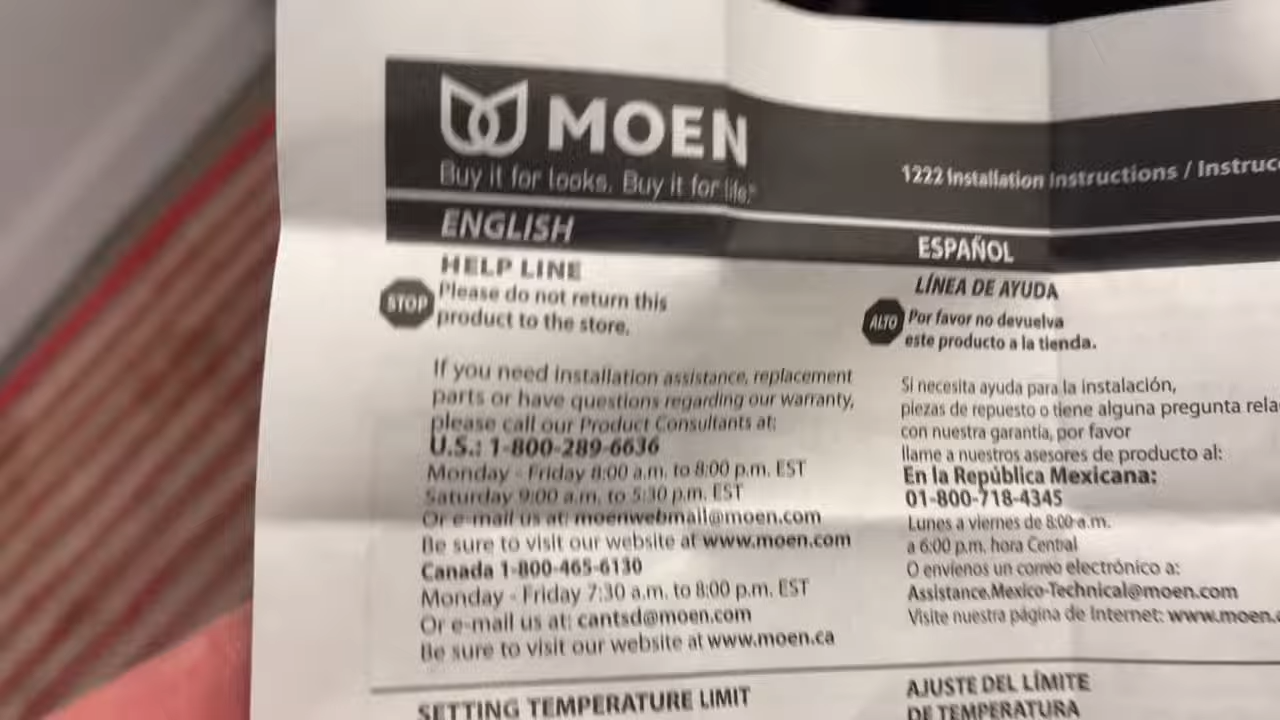 MOEN
Buy it for looks. Buy it for life.®
1222 Installation Instructions /
ENGLISH
HELP LINE
STOP
Please do not return this
product to the store.
If you need installation assistance, replacement
parts or have questions regarding our warranty,
please call our Product Consultants at:
U.S.: 1-800-289-6636
Monday - Friday 8:00 a.m. to 8:00 p.m. EST
Saturday 9:00 a.m. to 5:30 p.m. EST
Or e-mail us at: moenwebmail@moen.com
Be sure to visit our website at www.moen.com
Canada 1-800-465-6130
Monday - Friday 7:30 a.m. to 8:00 p.m. EST
Or e-mail us at: cantsd@moen.com
Be sure to visit our website at www.moen.ca
SETTING TEMPERATURE LIMIT
ESPAÑOL
LÍNEA DE AYUDA
ALTO
Por favor no devuelva
este producto a la tienda.
Si necesita ayuda para la instalación,
piezas de repuesto o tiene alguna pregunta rela
con nuestra garantía, por favor
llame a nuestros asesores de producto al:
En la República Mexicana:
01-800-718-4345
Lunes a viernes de 8:00 a.m.
a 6:00 p.m. hora Central
O envíenos un correo electrónico a:
Assistance.Mexico-Technical@moen.com
Visite nuestra página de Internet: www.moen.
AJUSTE DEL LÍMITE
DE TEMPERATURA